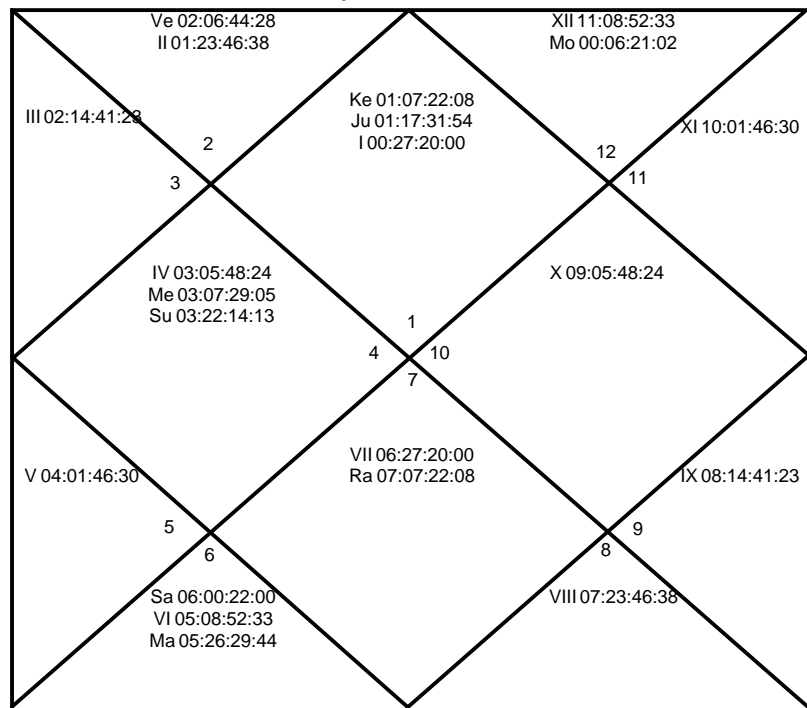 Ve 02:06:44:28
II 01:23:46:38
XII 11:08:52:33
Mo 00:06:21:02
III 02:14:41:23
Ke 01:07:22:08
Ju 01:17:31:54
I 00:27:20:00
XI 10:01:46:30
2
12
3
11
IV 03:05:48:24
Me 03:07:29:05
Su 03:22:14:13
X 09:05:48:24
1
4
10
7
V 04:01:46:30
VII 06:27:20:00
Ra 07:07:22:08
IX 08:14:41:23
5
9
6
8
Sa 06:00:22:00
VI 05:08:52:33
Ma 05:26:29:44
VIII 07:23:46:38